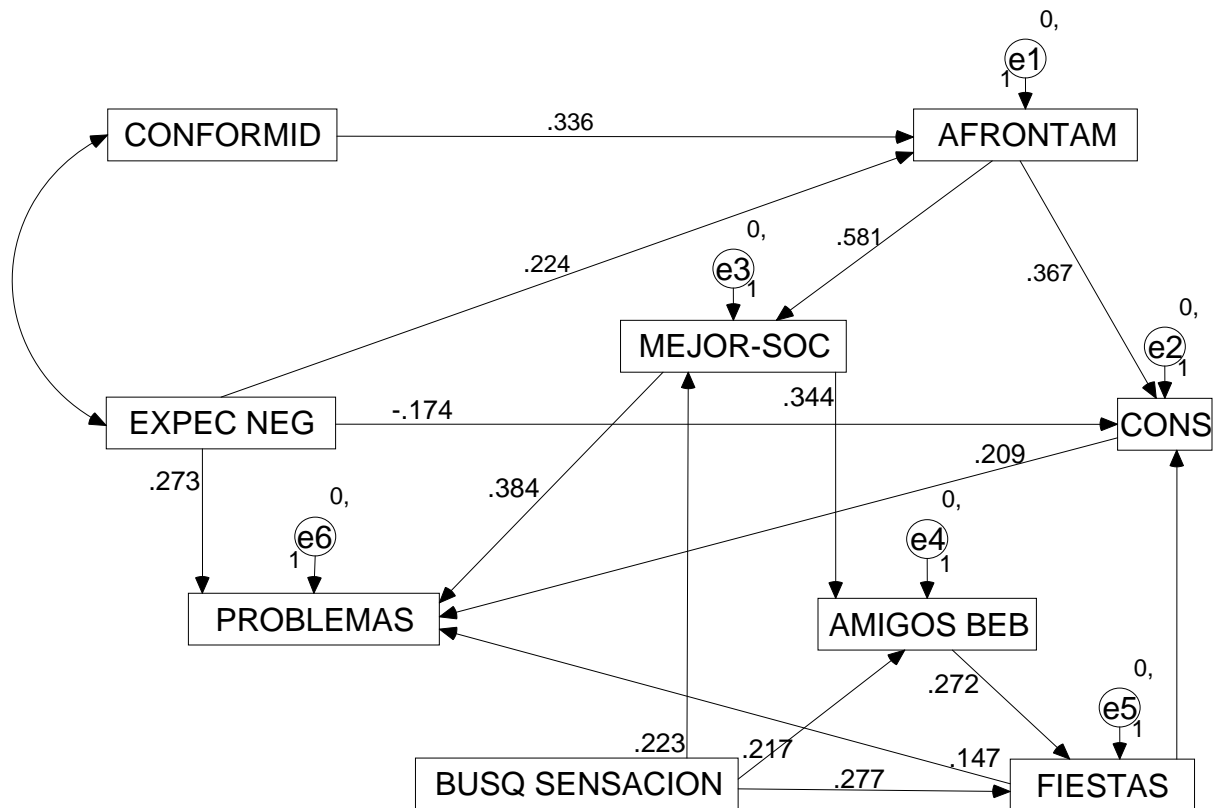 0,
e1
1
CONFORMID
.336
AFRONTAM
0,
.581
.224
e3
1
.367
0,
MEJOR-SOC
e2
1
.344
EXPEC NEG
-.174
CONS
.209
.273
.384
0,
0,
e6
1
e4
1
PROBLEMAS
AMIGOS BEB
0,
.272
e5
1
.223
.217
.147
BUSQ SENSACION
.277
FIESTAS